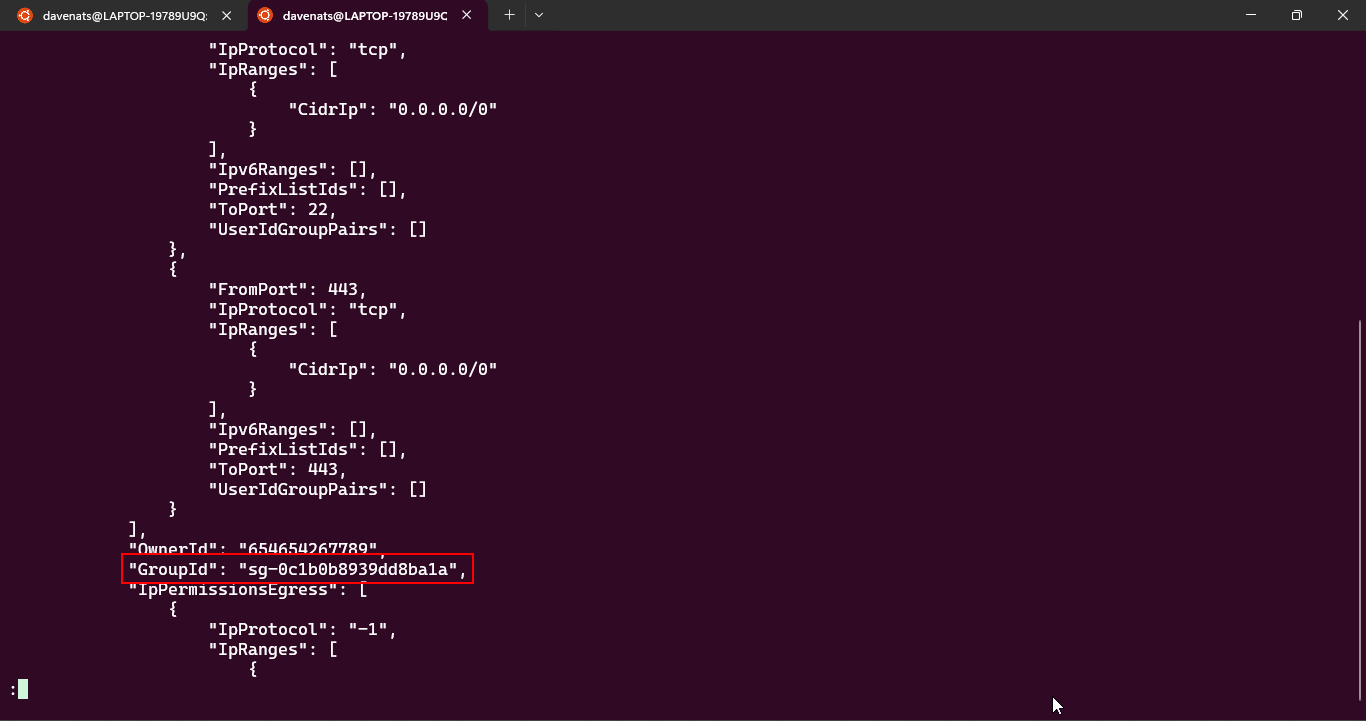 davenats@LAPTOP-19789U9Q: davenats@LAPTOP-19789U9C
"IpProtocol": "tcp",
"IpRanges": [
{
"CidrIp": "0.0.0.0/0"
}
],
"Ipv6Ranges": [],
"PrefixListIds": [],
"ToPort": 22,
"UserIdGroupPairs": []
},
{
"FromPort": 443,
"IpProtocol": "tcp",
"IpRanges": [
{
"CidrIp": "0.0.0.0/0"
}
],
"Ipv6Ranges": [],
"PrefixListIds": [],
"ToPort": 443,
"UserIdGroupPairs": []
}
],
"OwnerId": "654654267789",
"GroupId": "sg-0c1b0b8939dd8ba1a",
"IpPermissionsEgress": [
{
"IpProtocol": "-1",
"IpRanges": [
{
: